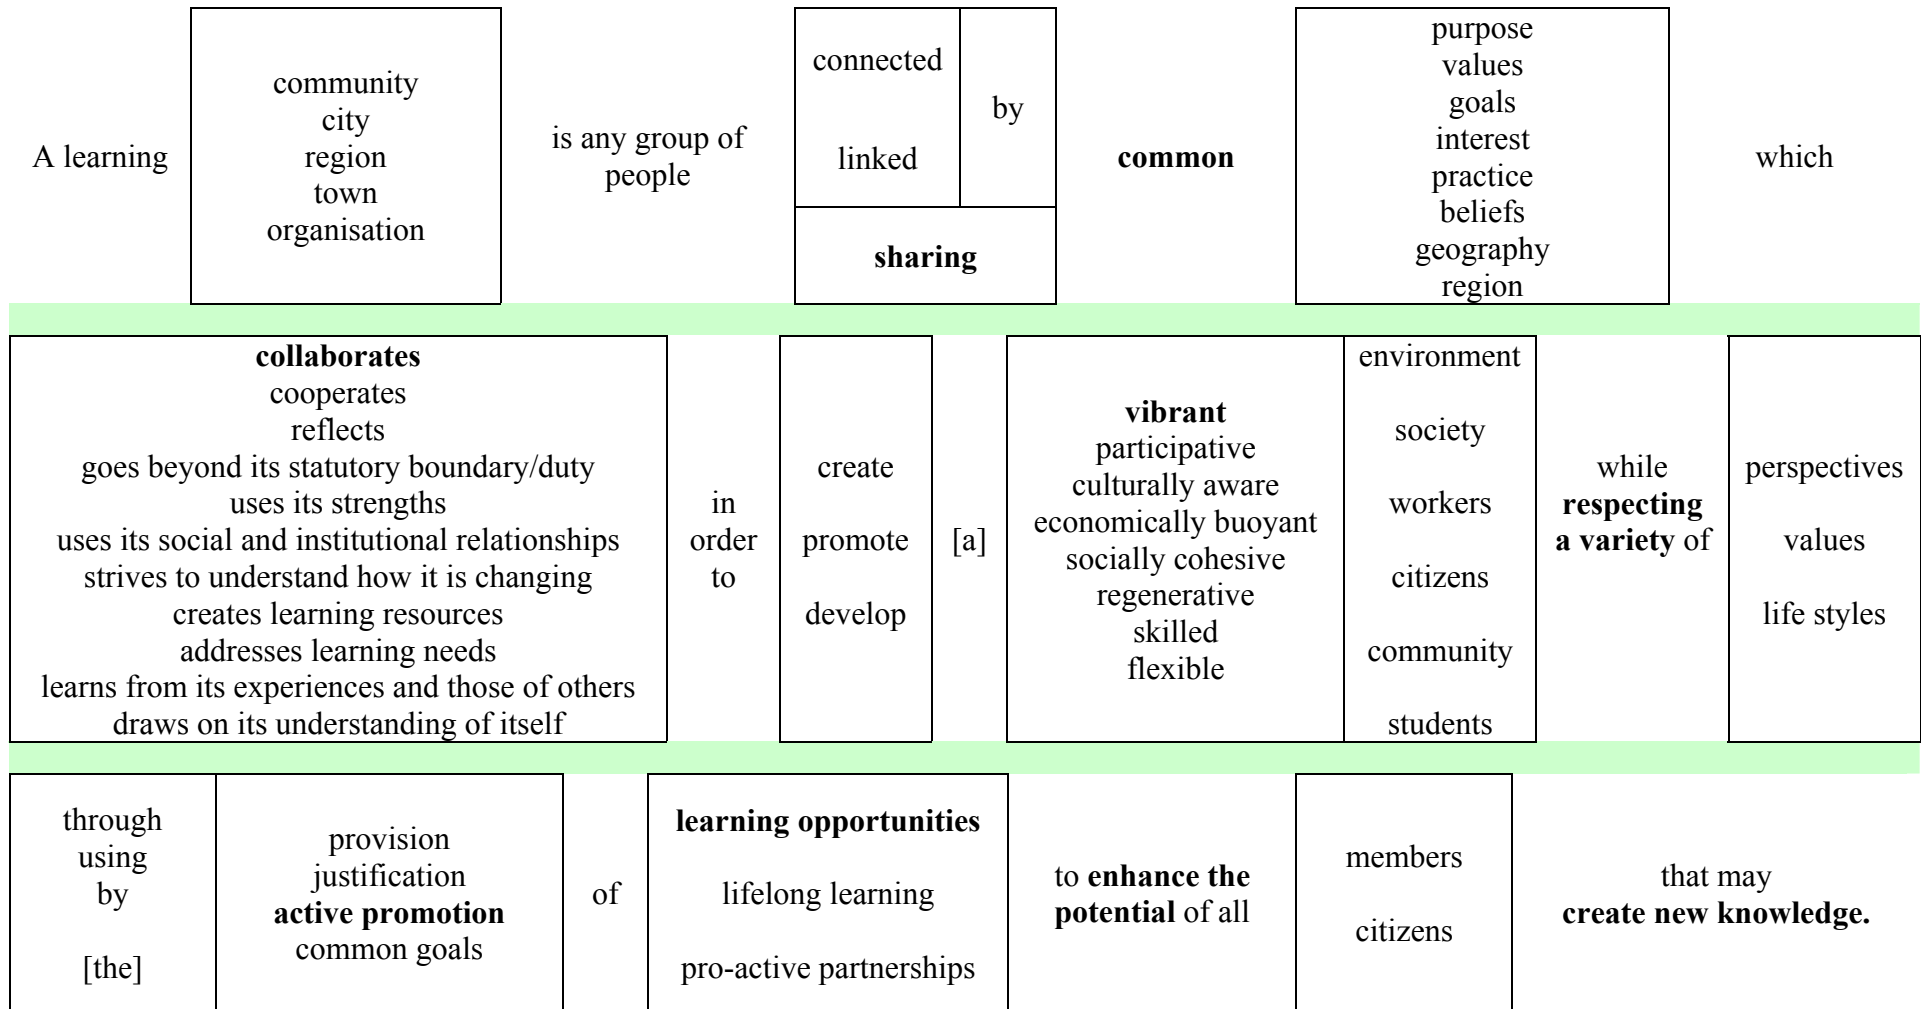 A learning
community
city
region
town
organisation
is any group of
people
connected
linked
by
sharing
common
purpose
values
goals
interest
practice
beliefs
geography
region
which
collaborates
cooperates
reflects
goes beyond its statutory boundary/duty
uses its strengths
uses its social and institutional relationships
strives to understand how it is changing
creates learning resources
addresses learning needs
learns from its experiences and those of others
draws on its understanding of itself
in
order
to
create
promote
develop
[a]
vibrant
participative
culturally aware
economically buoyant
socially cohesive
regenerative
skilled
flexible
environment
society
workers
citizens
community
students
while
respecting
a variety of
perspectives
values
life styles
through
using
by
[the]
provision
justification
active promotion
common goals
of
learning opportunities
lifelong learning
pro-active partnerships
to enhance the
potential of all
members
citizens
that may
create new knowledge.